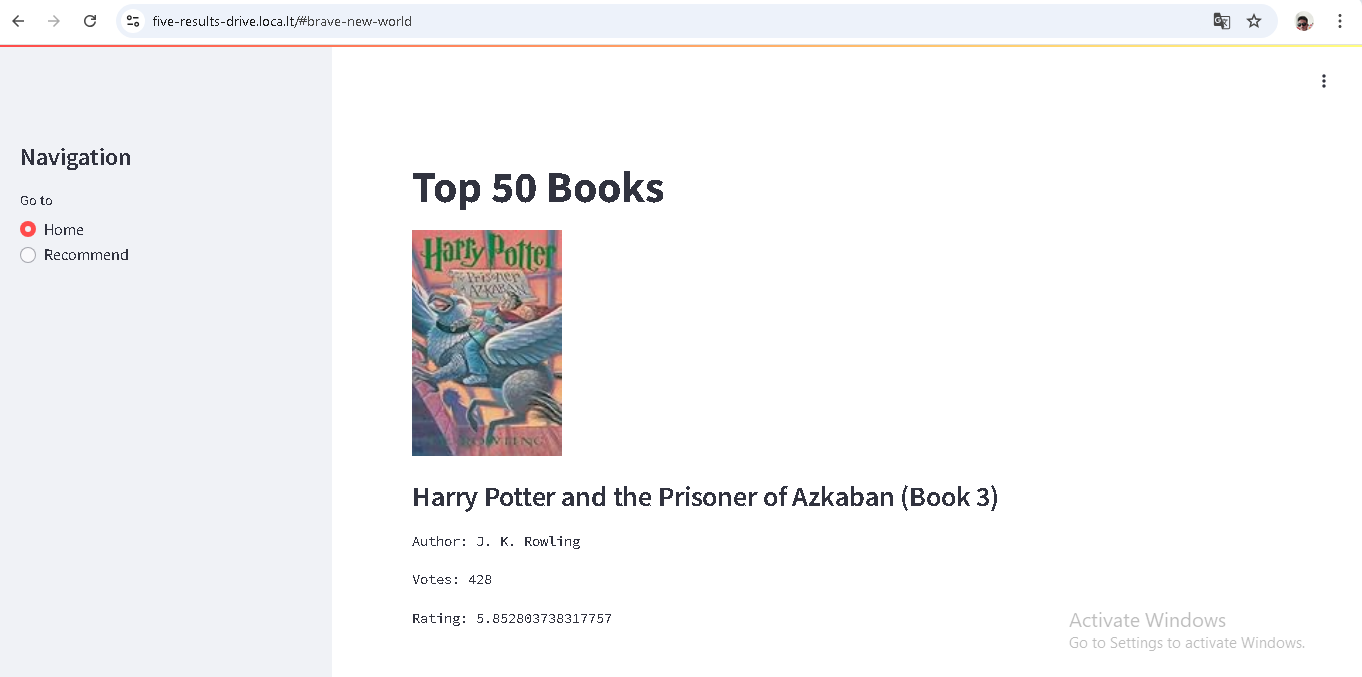 five-results-drive.loca.lt/#brave-new-world
Navigation
Go to
Home
Recommend
Top 50 Books
Harry Potter
Prisoner
AZKABAN
ROWLING
Harry Potter and the Prisoner of Azkaban (Book 3)
Author: J. K. Rowling
Votes: 428
Rating: 5.852803738317757
Activate Windows
Go to Settings to activate Windows.